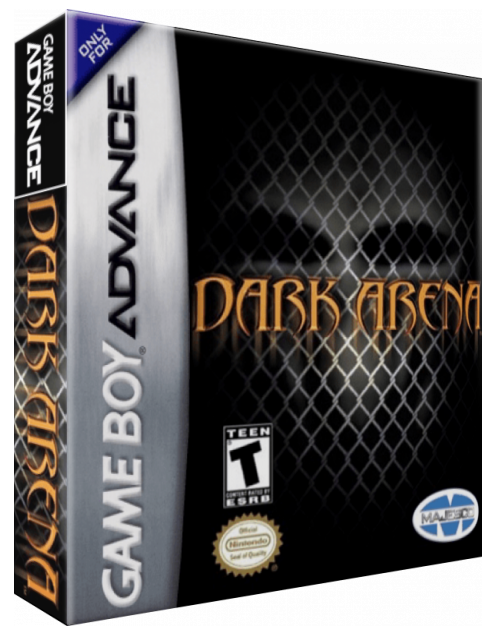 GAME BOY
ADVANCE
DARK ARENA
ONLY
FOR
GAME BOY ADVANCE
DARK ARENA
TEEN
T
CONTENT RATED BY
ESRB
Official
Nintendo
Seal of Quality
MAJESCO